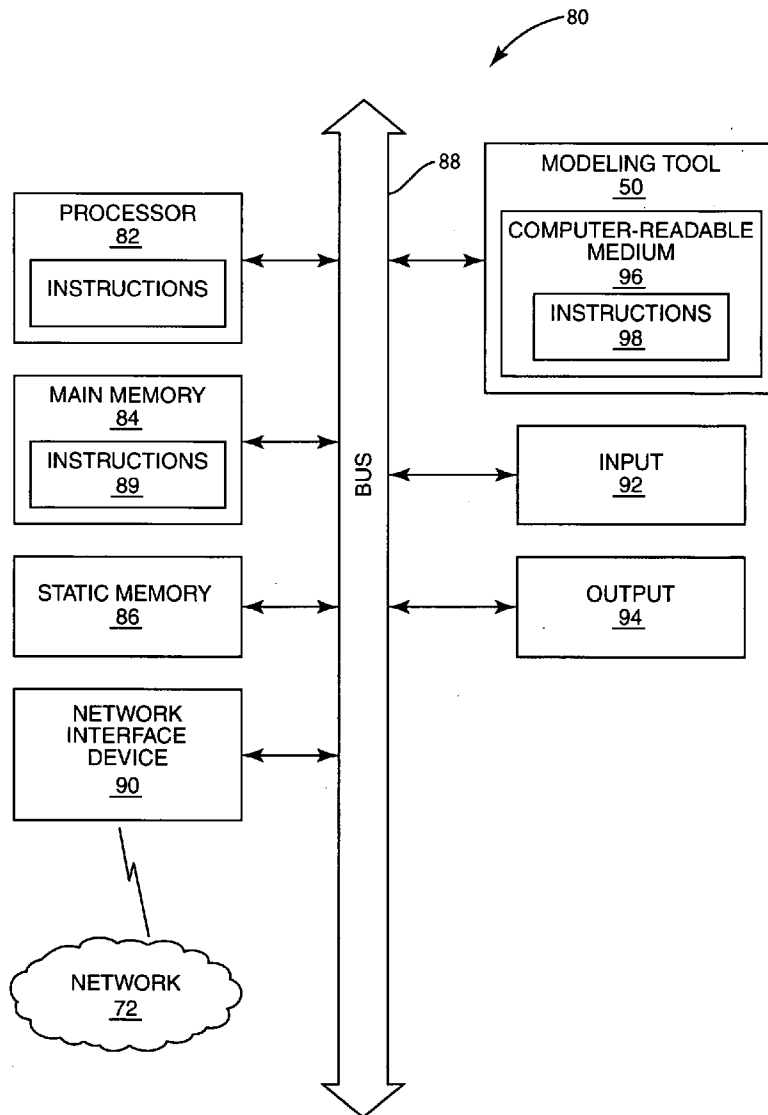 80
88
PROCESSOR
82
INSTRUCTIONS
MAIN MEMORY
84
INSTRUCTIONS
89
STATIC MEMORY
86
NETWORK
INTERFACE
DEVICE
90
NETWORK
72
BUS
MODELING TOOL
50
COMPUTER-READABLE
MEDIUM
96
INSTRUCTIONS
98
INPUT
92
OUTPUT
94